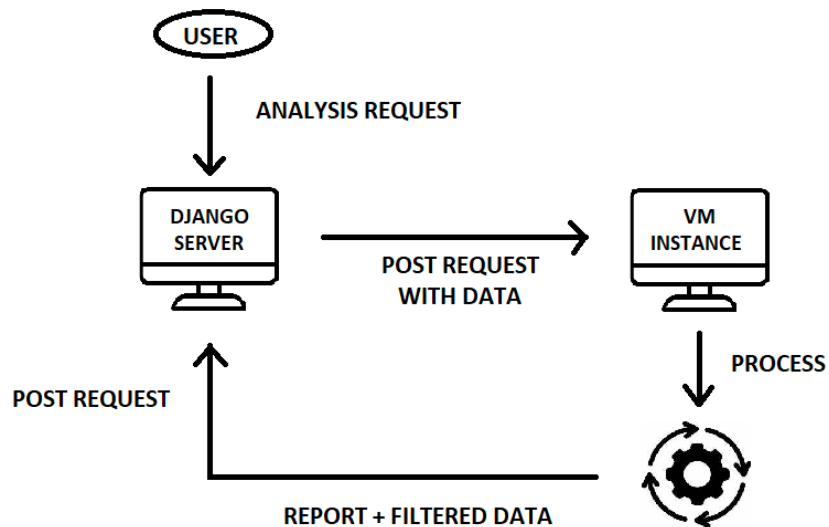 USER
ANALYSIS REQUEST
DJANGO
SERVER
VM
INSTANCE
POST REQUEST
WITH DATA
PROCESS
POST REQUEST
REPORT + FILTERED DATA